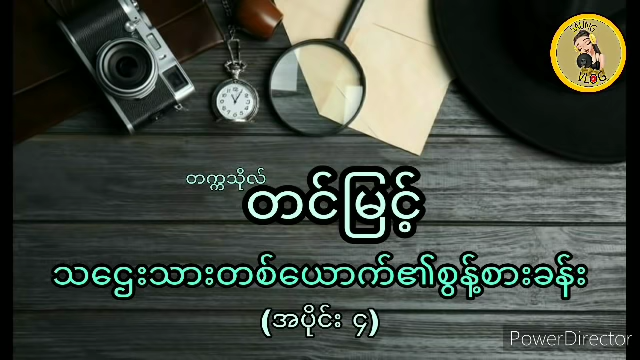 တက္ကသိုလ်
တင်မြင့်
သဌေးသားတစ်ယောက်၏စွန့်စားခန်း
(အပိုင်း ၄)
VLOG
PowerDirector